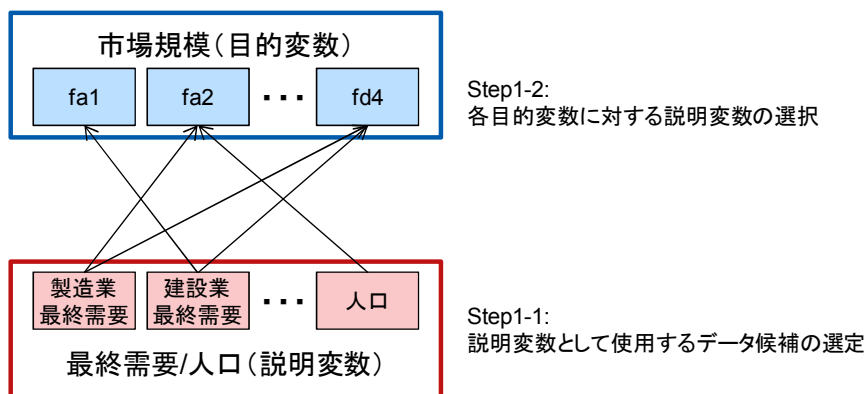 市場規模(目的変数)
fa1
fa2
・・・
fd4
Step1-2:
各目的変数に対する説明変数の選択
製造業
最終需要
建設業
最終需要
・・・
人口
最終需要/人口(説明変数)
Step1-1:
説明変数として使用するデータ候補の選定